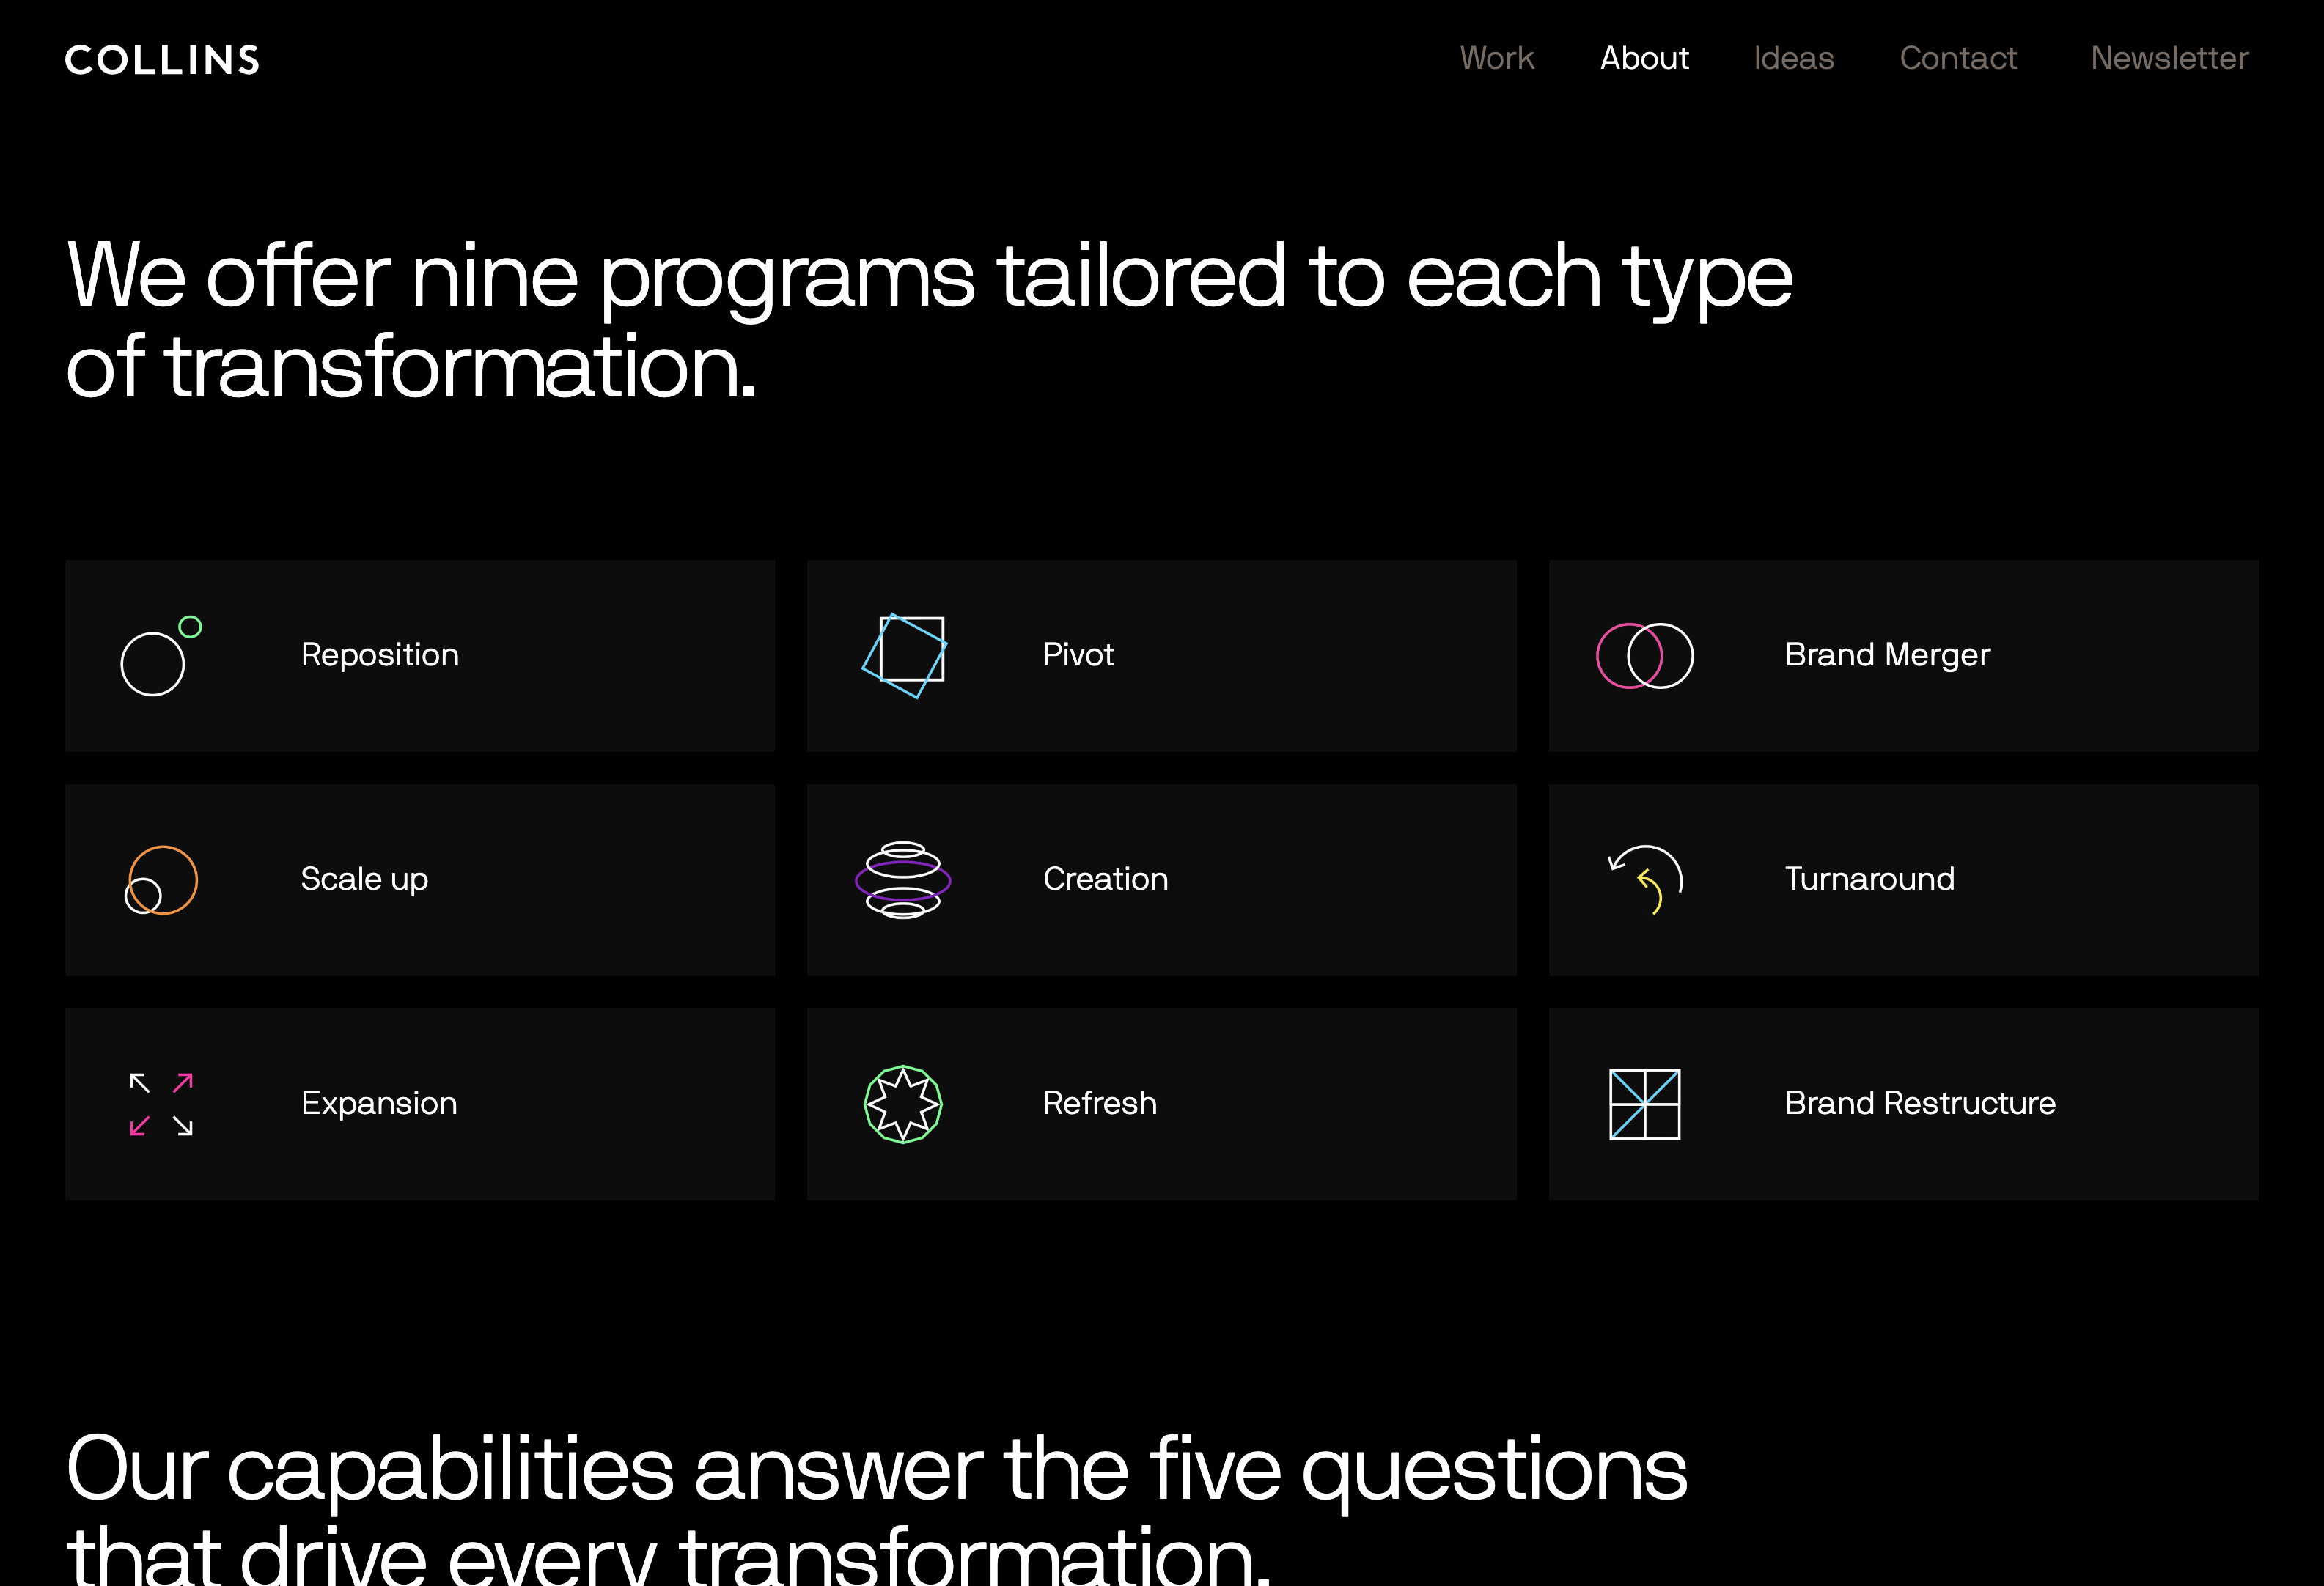 COLLINS
Work About Ideas Contact Newsletter
We offer nine programs tailored to each type
of transformation.
Reposition
Pivot
Brand Merger
Scale up
Creation
Turnaround
Expansion
Refresh
Brand Restructure
Our capabilities answer the five questions
that drive every transformation.